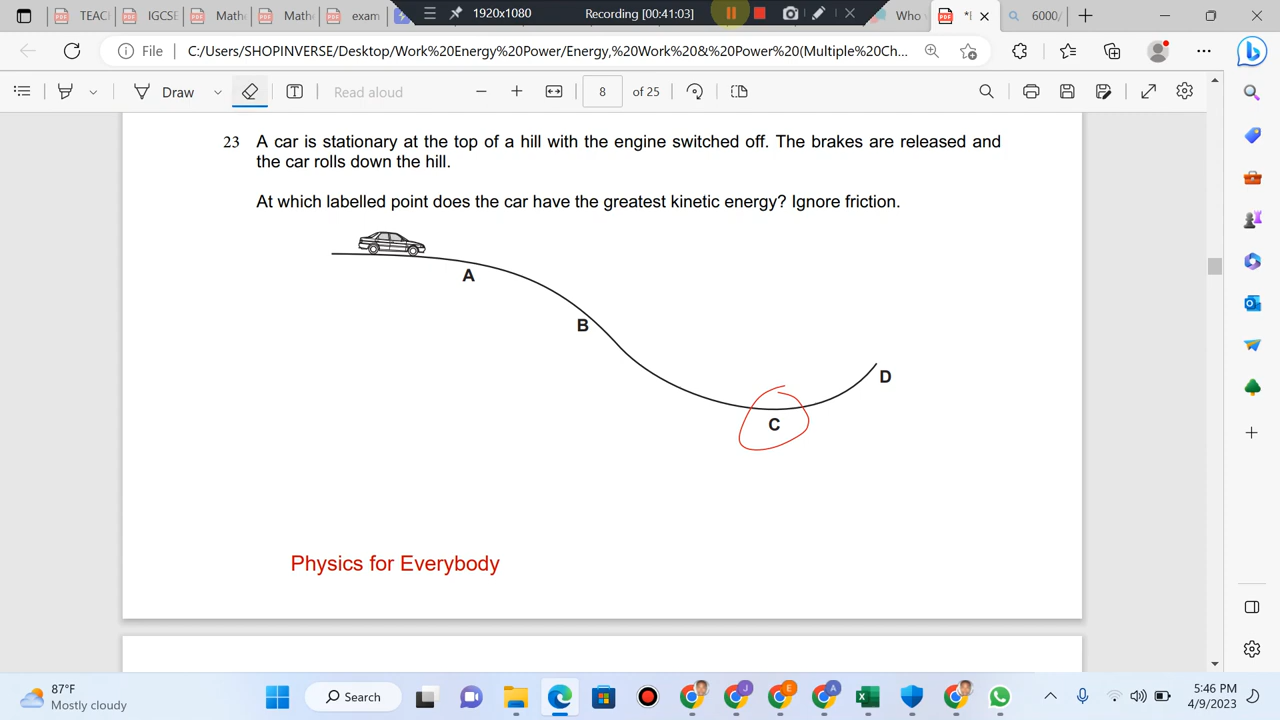 TEACH
IGCSE
Math
Math
exam
1920x1080
Recording [00:41:03]
Who
6000/
File
C:/Users/SHOPINVERSE/Desktop/Work%20Energy%20Power/Energy,%20Work%20&%20Power%20(Multiple%20Ch...
Draw
Read aloud
8
of 25
23 A car is stationary at the top of a hill with the engine switched off. The brakes are released and
the car rolls down the hill.
At which labelled point does the car have the greatest kinetic energy? Ignore friction.
A
B
D
C
Physics for Everybody
87°F
Mostly cloudy
Search
5:46 PM
4/9/2023